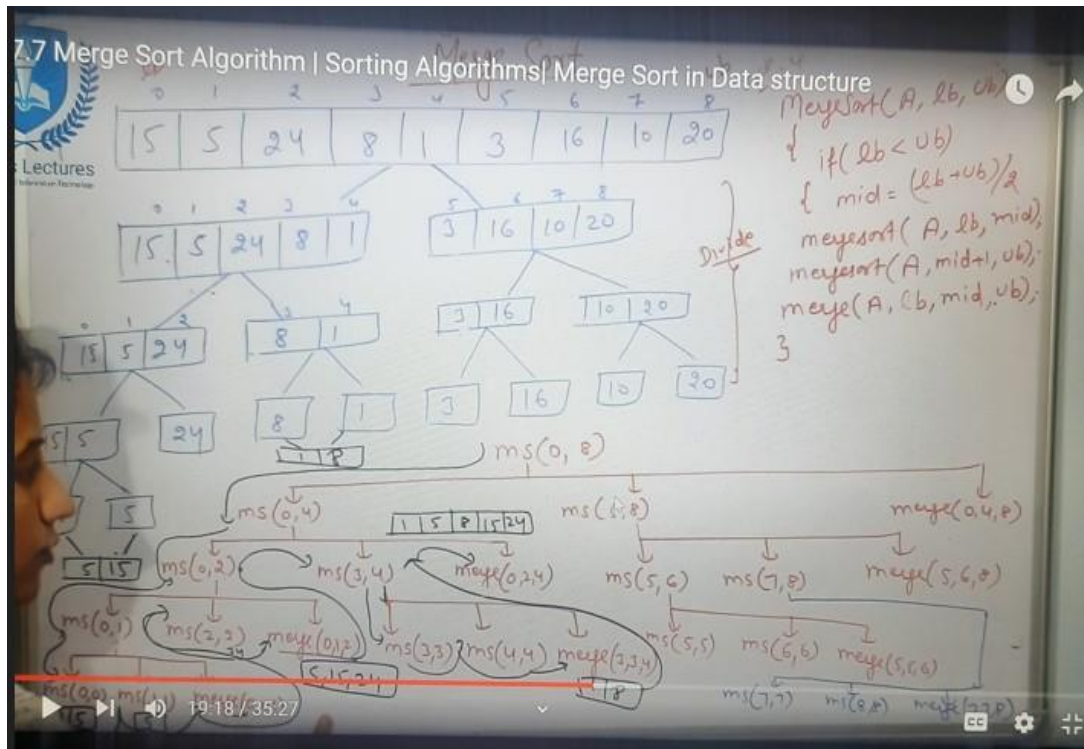 7.7 Merge Sort Algorithm | Sorting Algorithms| Merge Sort in Data structure
Merge Sort
Lectures
0 1 2 3 4 5 6 7 8
15 5 24 8 1 3 16 10 20
0 1 2 3 4
15 5 24 8 1
5 6 7 8
3 16 10 20
0 1 2
15 5 24
3 4
8 1
3 16
10 20
5
24
8
1
3
16
10
20
1 8
5
5 15
Divide
MergeSort(A, lb, ub)
{
if(lb < ub)
{ mid = (lb+ub)/2
mergesort(A, lb, mid);
mergesort(A, mid+1, ub);
merge(A, lb, mid, ub);
}
ms(0, 8)
ms(0,4)
1 5 8 15 24
merge(0,4,8)
ms(0,2) ms(3,4) merge(0,2,4) ms(5,6) ms(7,8) merge(5,6,8)
ms(0,1) ms(2,2) merge(0,1,2) ms(3,3) ms(4,4) merge(3,3,4) ms(5,5) ms(6,6) merge(5,5,6)
24
5,15,24
ms(0,0)
ms(7,7) ms(8,8)
15
19:18 / 35:27
CC